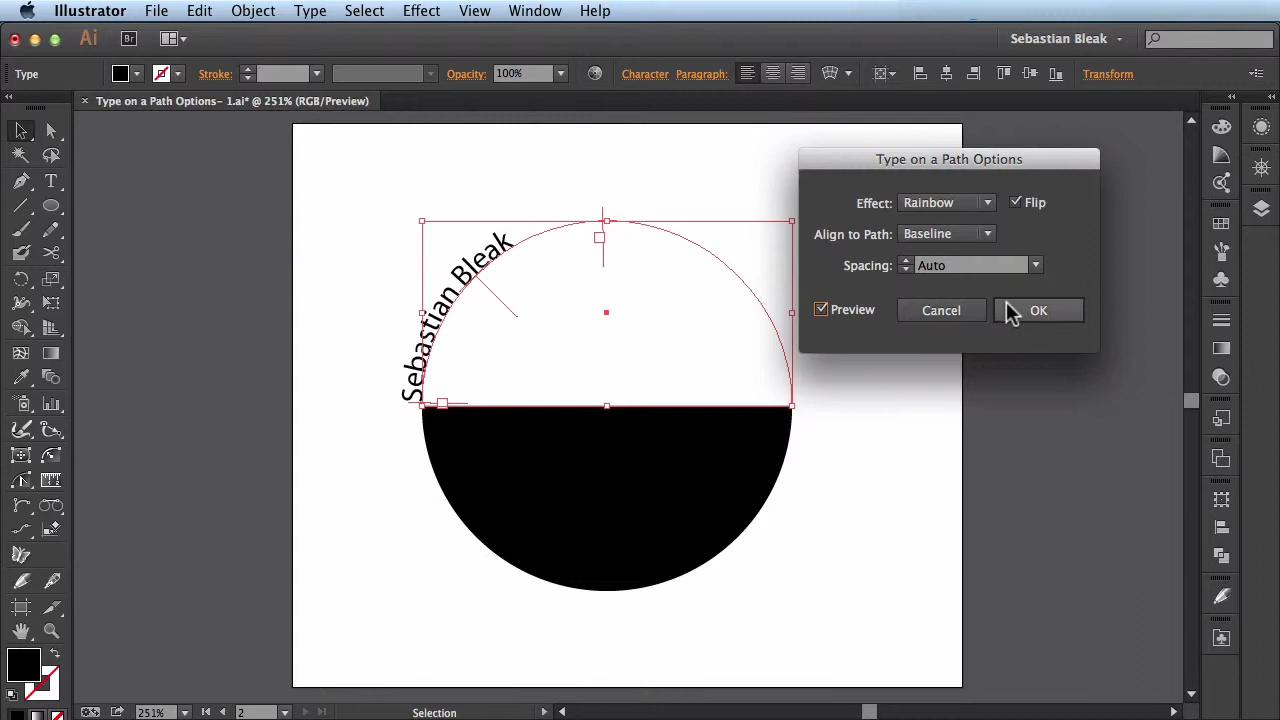 Illustrator File Edit Object Type Select Effect View Window Help
Ai Br Sebastian Bleak
Type Stroke: Opacity: 100% Character Paragraph: Transform
Type on a Path Options- 1.ai* @ 251% (RGB/Preview)
Type on a Path Options
Effect: Rainbow Flip
Align to Path: Baseline
Spacing: Auto
Preview Cancel OK
Sebastian Bleak
251% 2 Selection